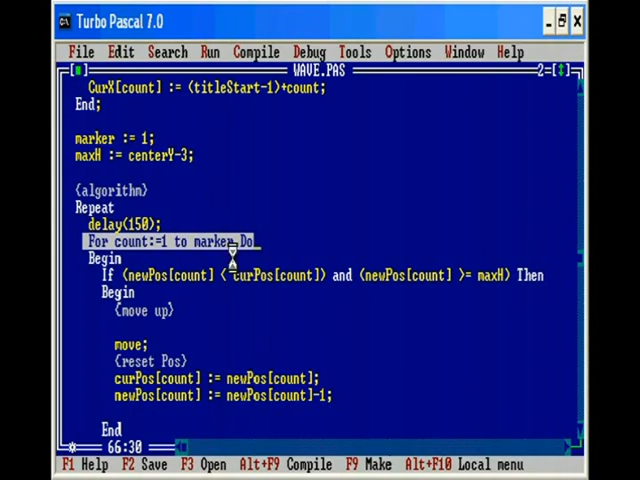 Turbo Pascal 7.0
File Edit Search Run Compile Debug Tools Options Window Help
WAVE.PAS 2=[↕]
CurX[count] := (titleStart-1)+count;
End;
marker := 1;
maxH := centerY-3;
{algorithm}
Repeat
delay(150);
For count:=1 to marker Do
Begin
If (newPos[count] < curPos[count]) and (newPos[count] >= maxH) Then
Begin
{move up}
move;
{reset Pos}
curPos[count] := newPos[count];
newPos[count] := newPos[count]-1;
End
66:30
F1 Help F2 Save F3 Open Alt+F9 Compile F9 Make Alt+F10 Local menu